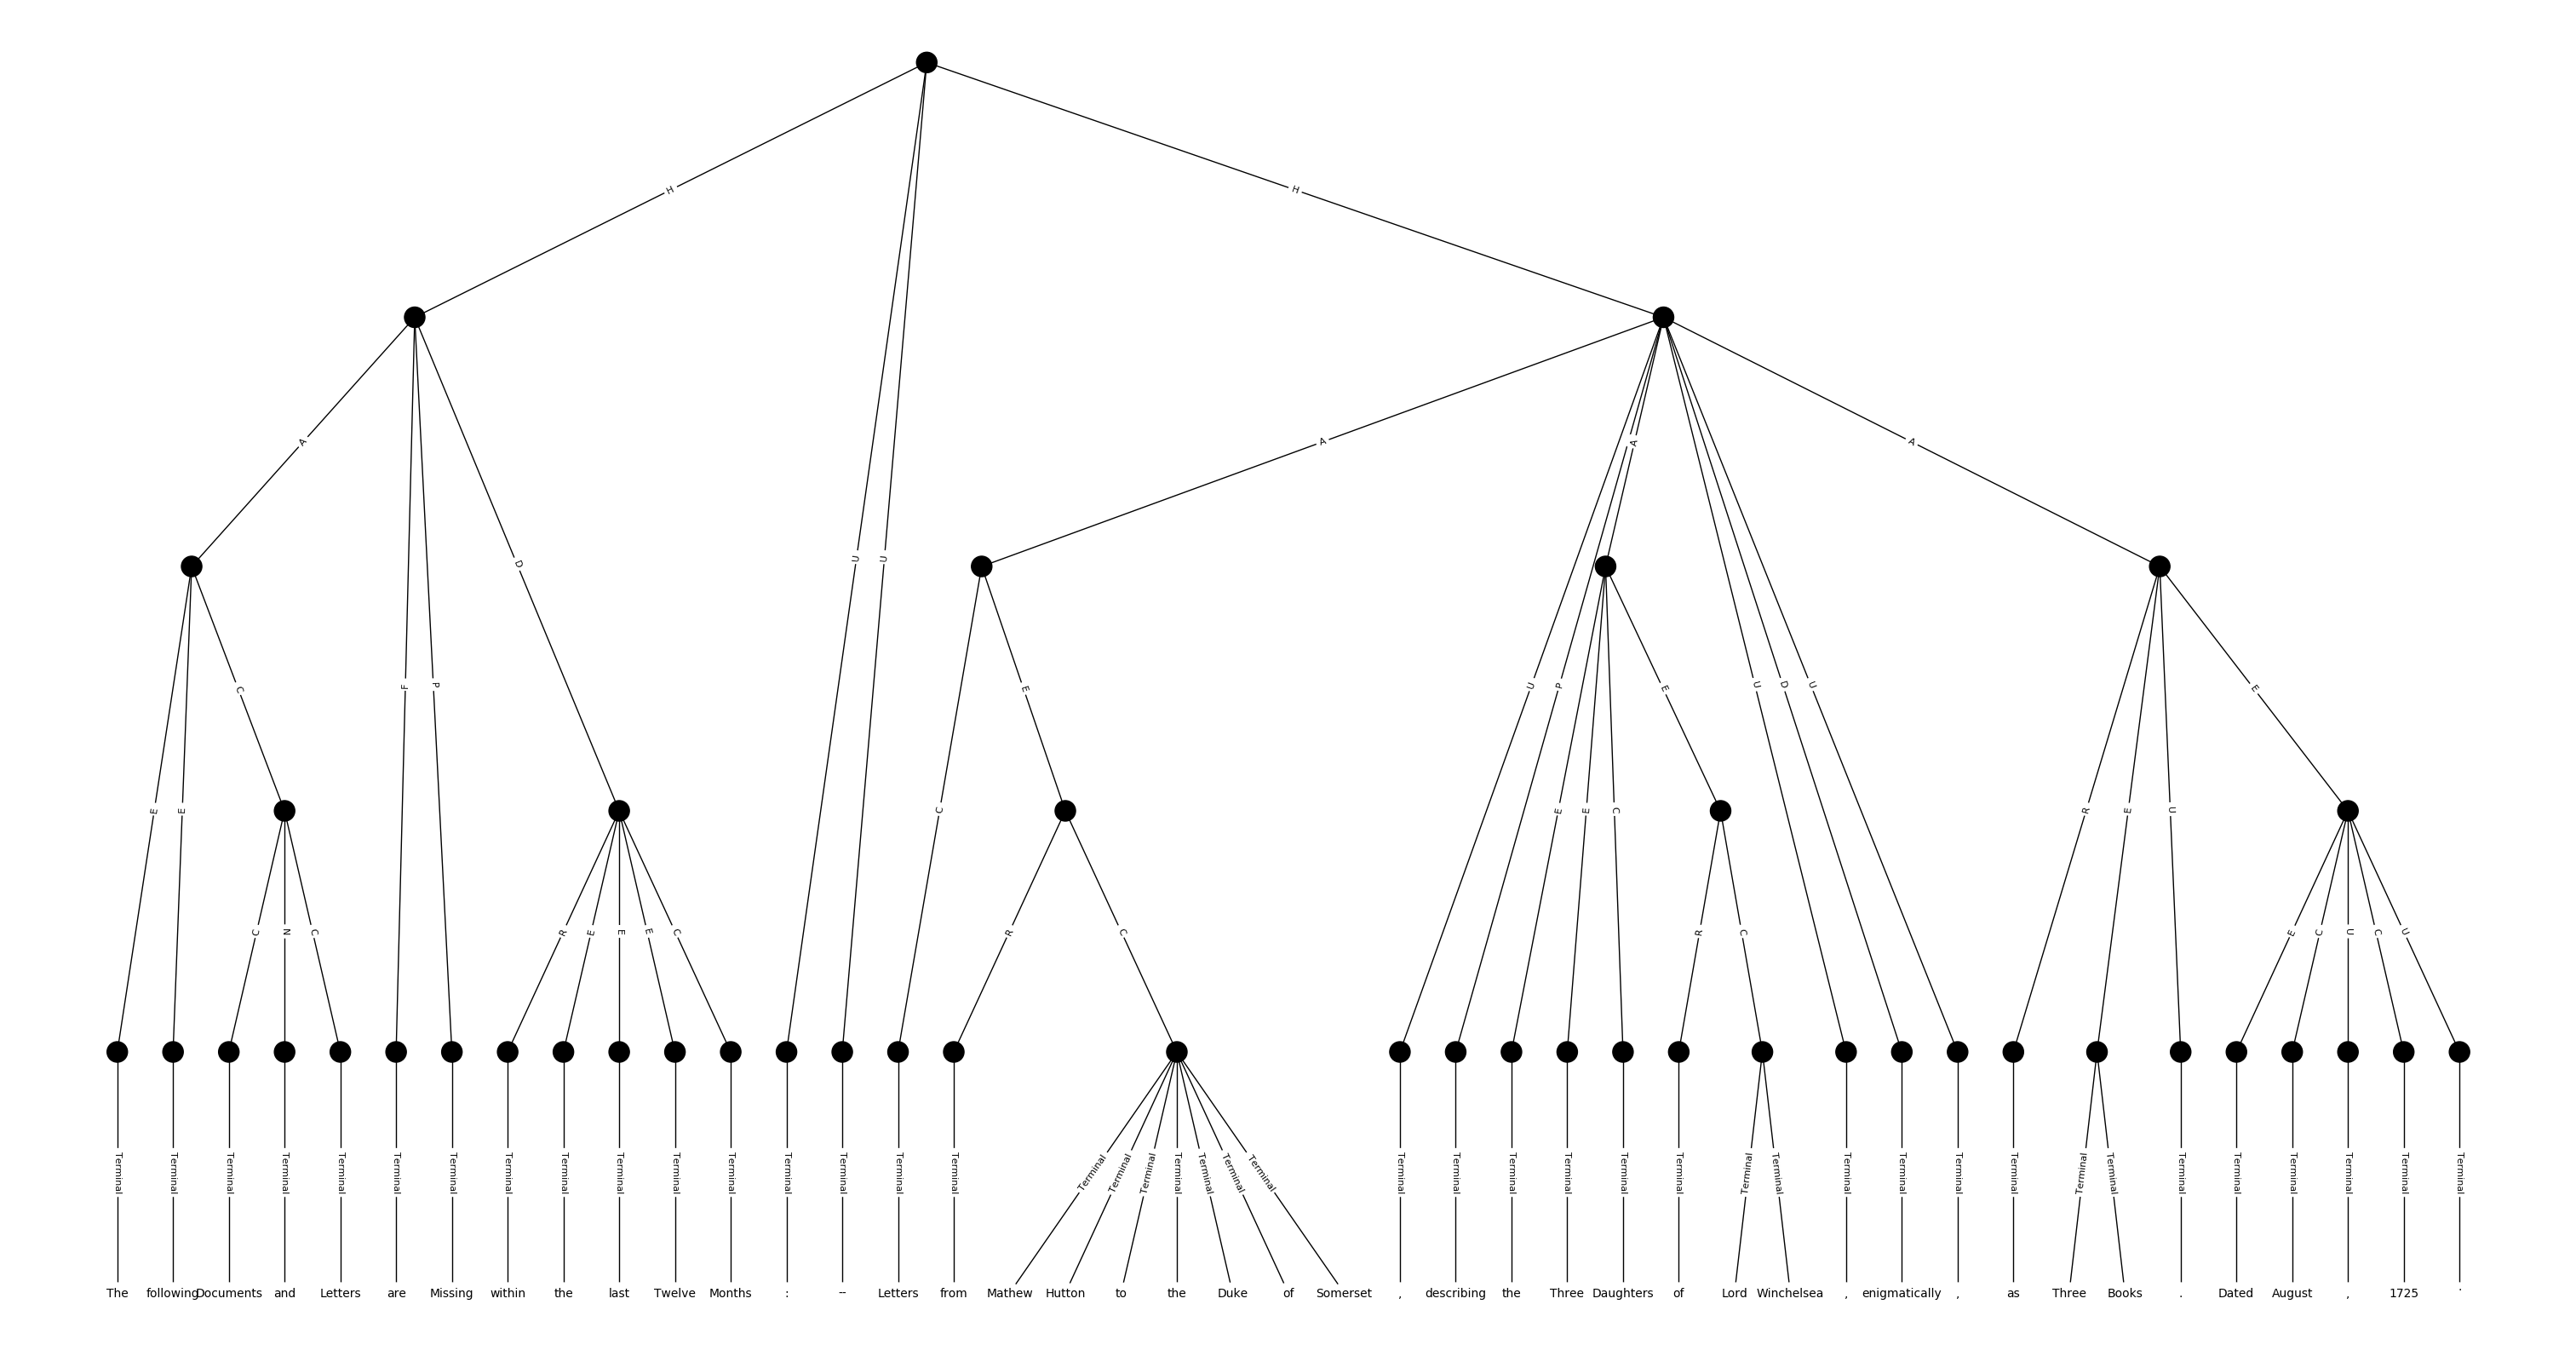 H H
A D A A A
U U
F P U P U D U
C E E E
E E C E E C R E U
C N C R E E E C R C R C E C U C U
Terminal Terminal Terminal Terminal Terminal Terminal Terminal Terminal Terminal Terminal Terminal Terminal Terminal Terminal Terminal Terminal Terminal Terminal Terminal Terminal Terminal Terminal Terminal Terminal Terminal Terminal Terminal Terminal Terminal Terminal Terminal Terminal Terminal Terminal Terminal Terminal Terminal Terminal Terminal Terminal Terminal Terminal Terminal
The following Documents and Letters are Missing within the last Twelve Months : -- Letters from Mathew Hutton to the Duke of Somerset , describing the Three Daughters of Lord Winchelsea , enigmatically , as Three Books . Dated August , 1725 .